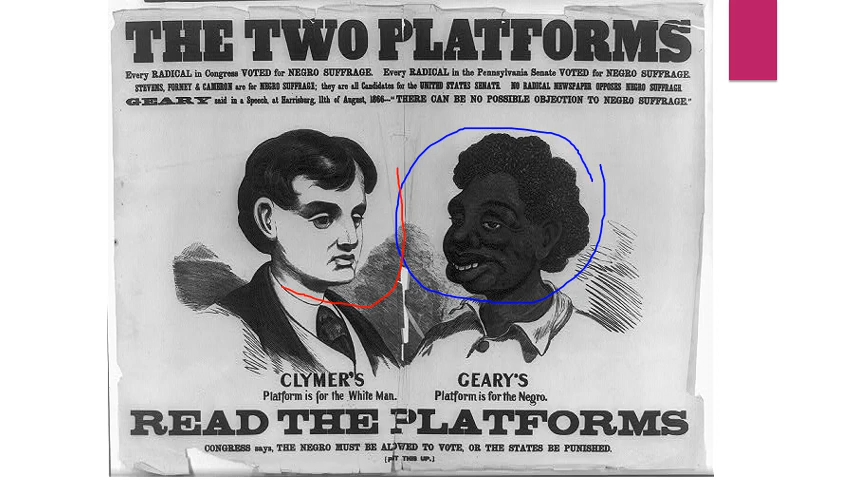 THE TWO PLATFORMS
Every RADICAL in Congress VOTED for NEGRO SUFFRAGE. Every RADICAL in the Pennsylvania Senate VOTED for NEGRO SUFFRAGE.
STEVENS, FORNEY & CAMERON are for NEGRO SUFFRAGE; they are all Candidates for the UNITED STATES SENATE. NO RADICAL NEWSPAPER OPPOSES NEGRO SUFFRAGE
GEARY said in a Speech, at Harrisburg, 11th of August, 1866—"THERE CAN BE NO POSSIBLE OBJECTION TO NEGRO SUFFRAGE."
CLYMER'S GEARY'S
Platform is for the White Man. Platform is for the Negro.
READ THE PLATFORMS
CONGRESS says, THE NEGRO MUST BE ALLOWED TO VOTE, OR THE STATES BE PUNISHED.
[PUT THIS UP.]